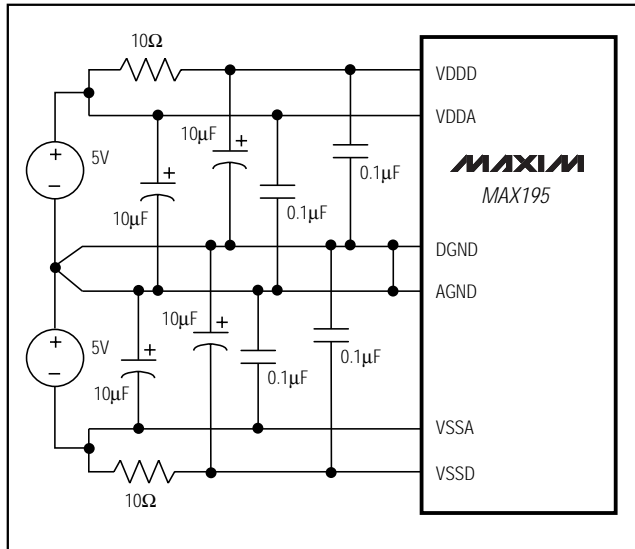 10Ω
VDDD
VDDA
10μF
+
+
5V
−
+
MAXIM
MAX195
0.1μF
10μF
0.1μF
DGND
AGND
10μF
+
+
+
5V
−
0.1μF
10μF
0.1μF
VSSA
VSSD
10Ω